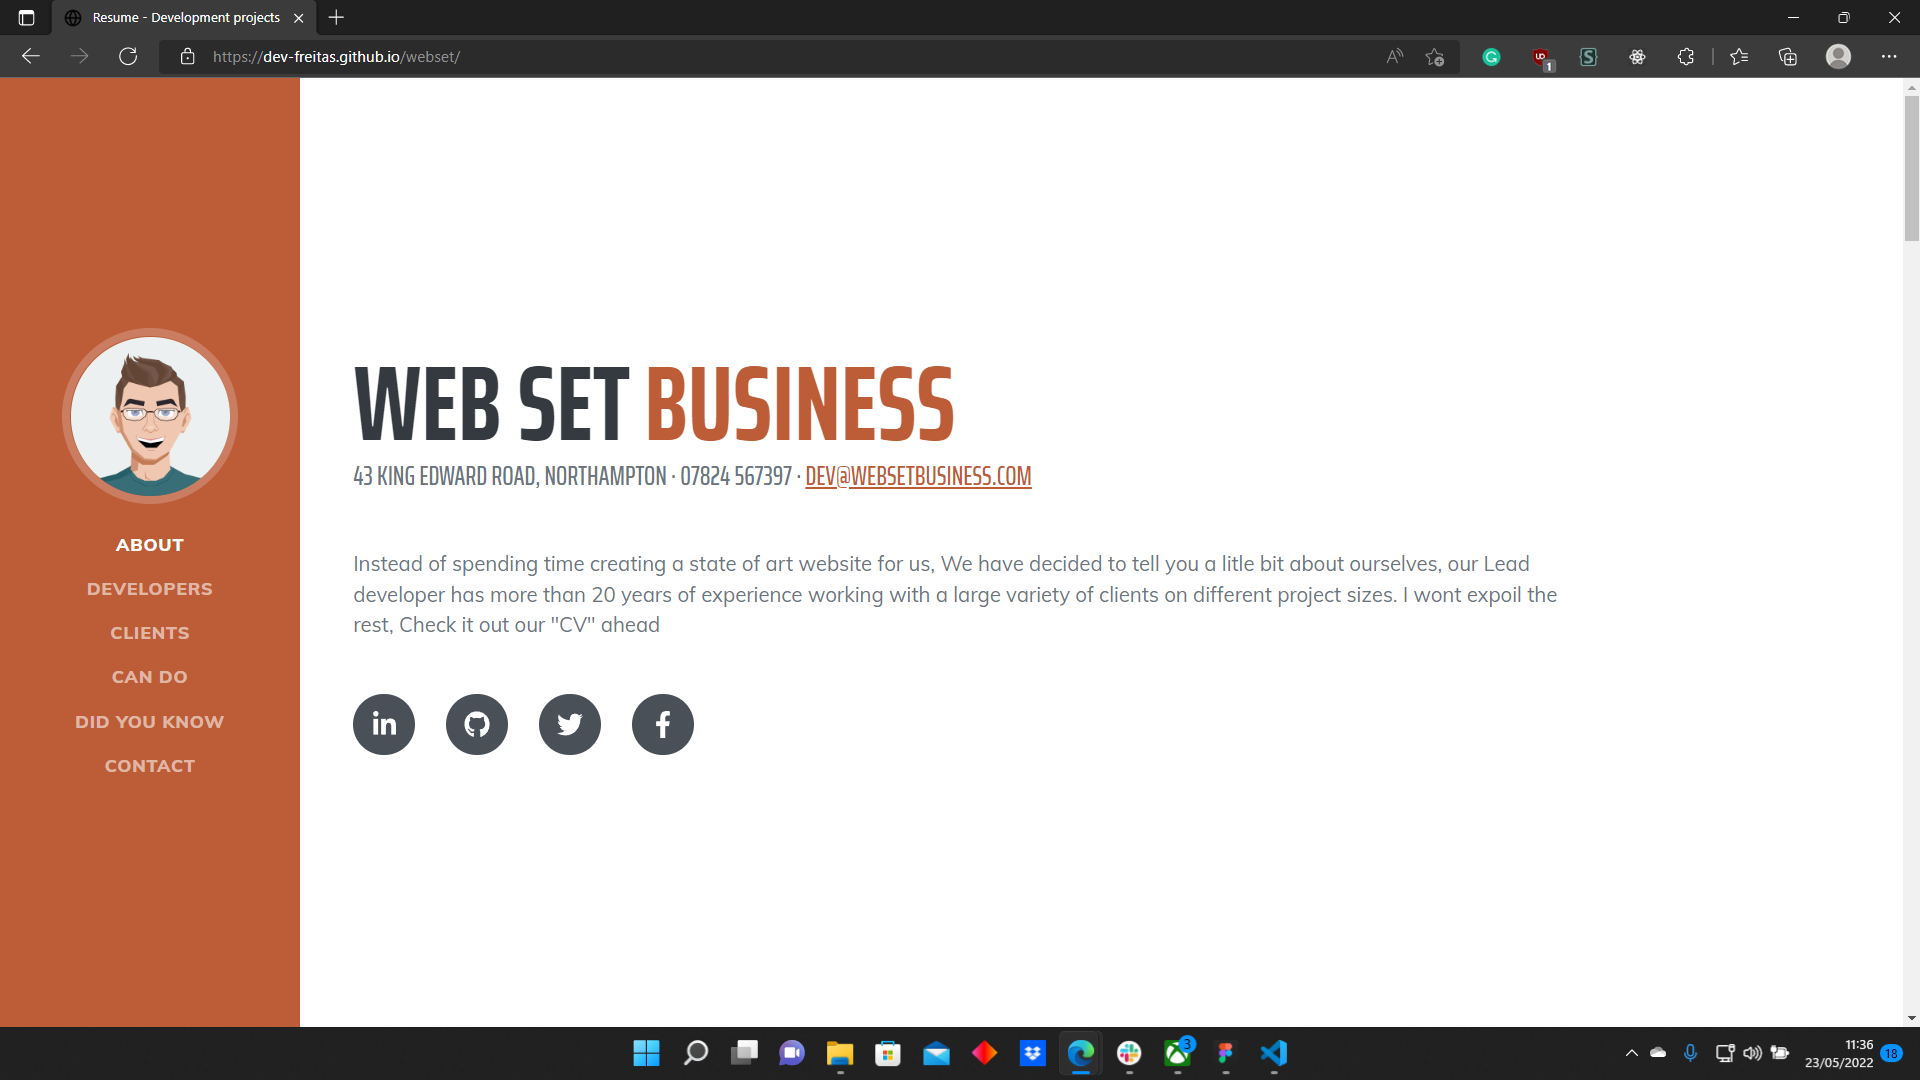 Resume - Development projects
https://dev-freitas.github.io/webset/
1
ABOUT
DEVELOPERS
CLIENTS
CAN DO
DID YOU KNOW
CONTACT
WEB SET BUSINESS
43 KING EDWARD ROAD, NORTHAMPTON · 07824 567397 · DEV@WEBSETBUSINESS.COM
Instead of spending time creating a state of art website for us, We have decided to tell you a litle bit about ourselves, our Lead
developer has more than 20 years of experience working with a large variety of clients on different project sizes. I wont expoil the
rest, Check it out our "CV" ahead
3
11:36
23/05/2022
18